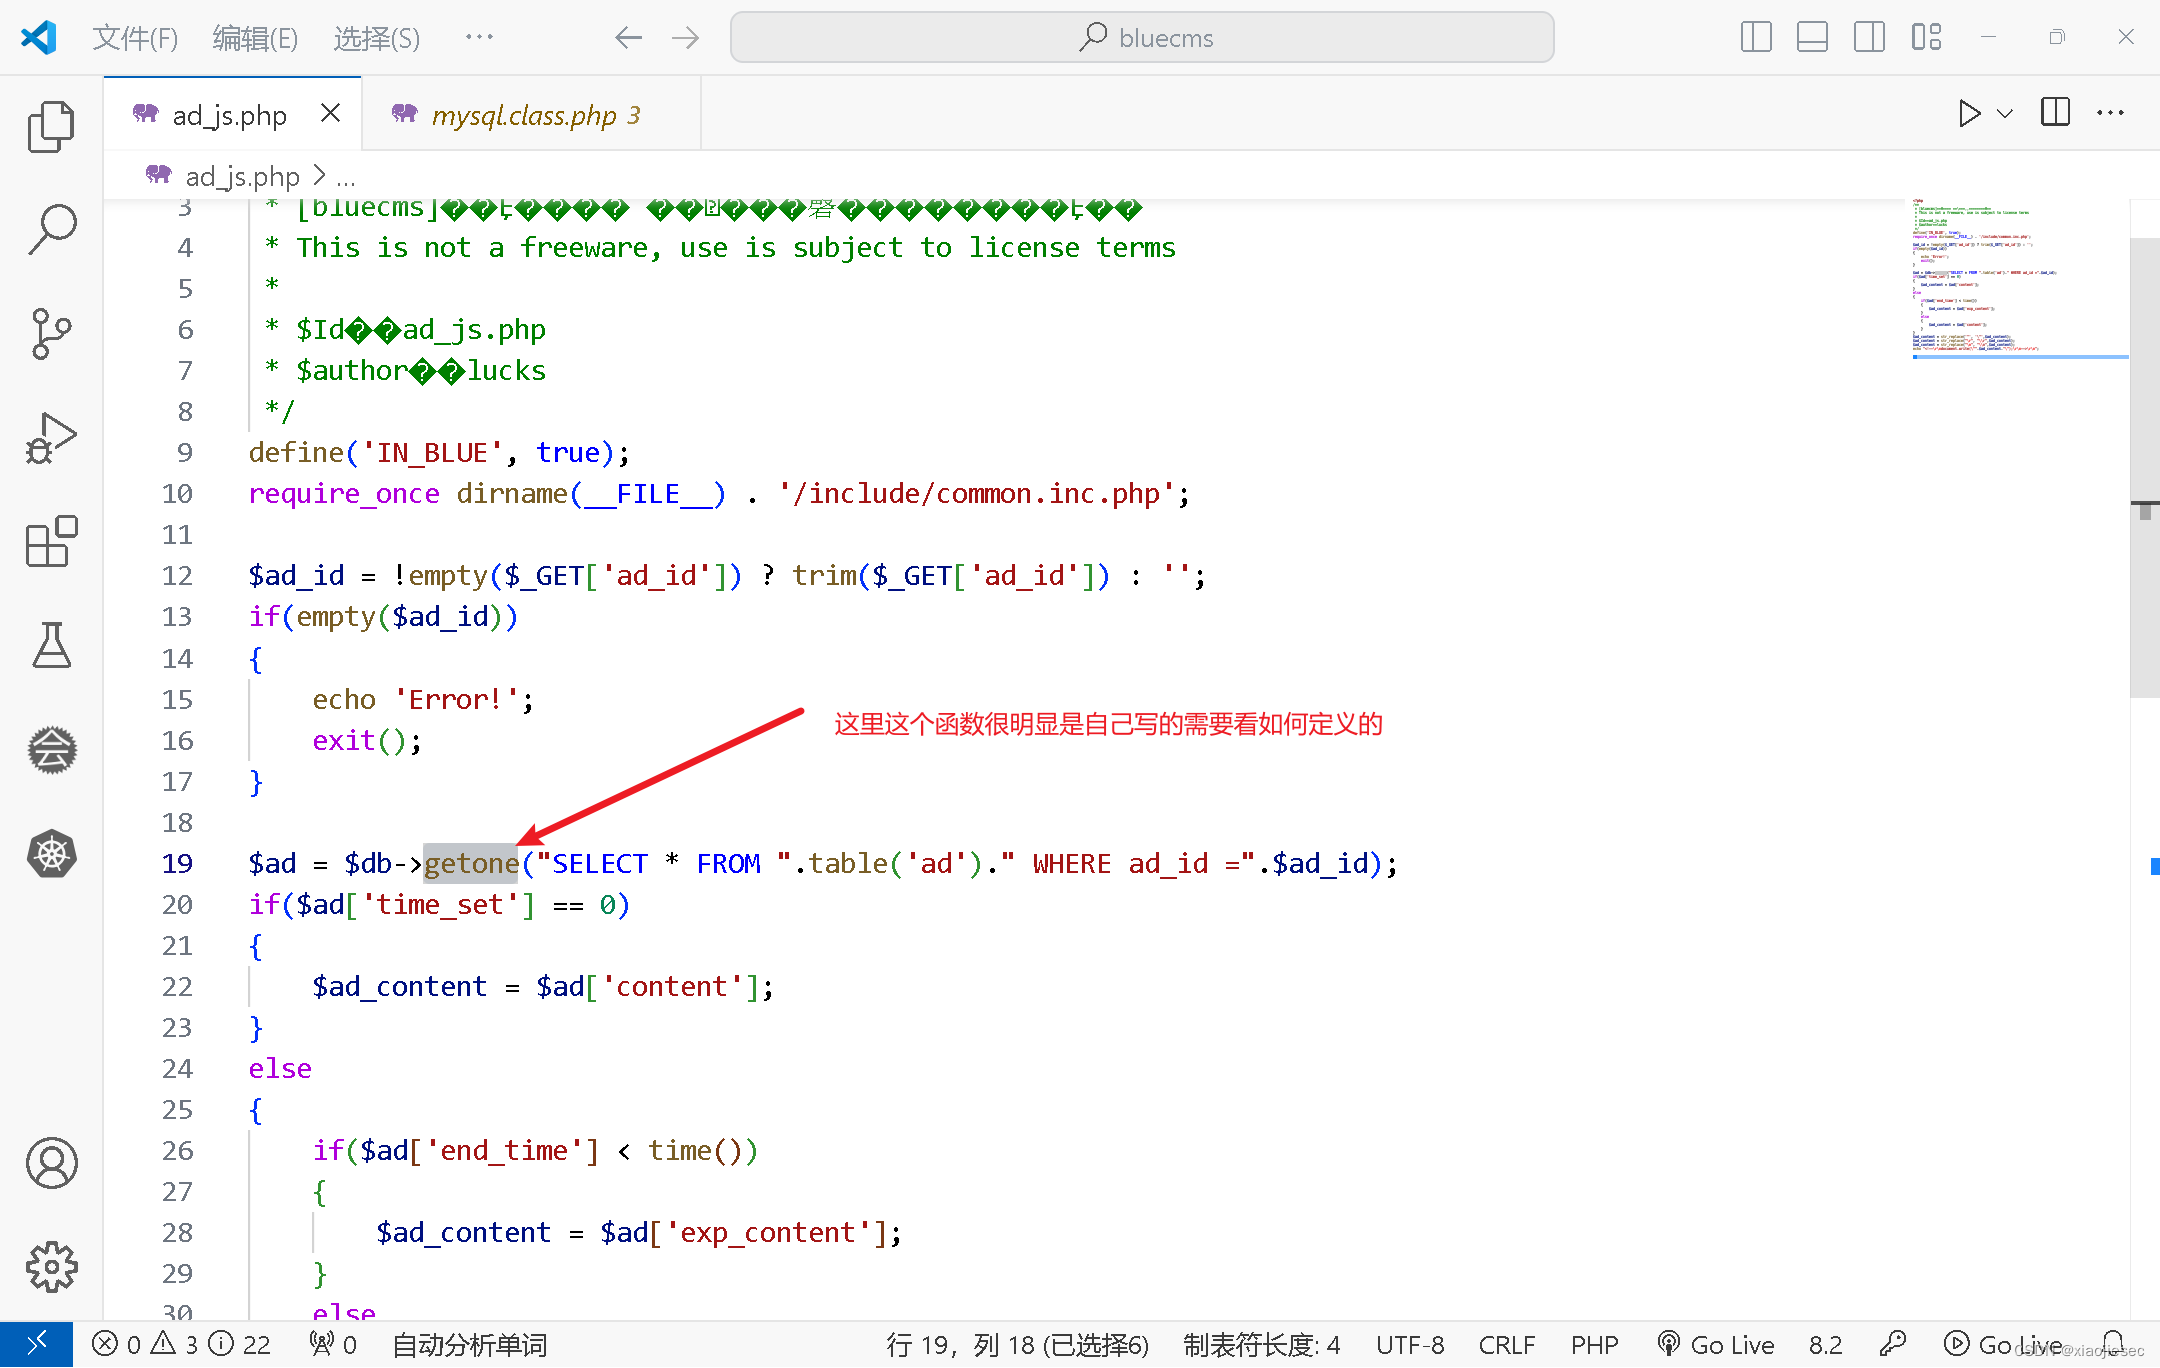 文件(F) 编辑(E) 选择(S) ··· bluecms
ad_js.php mysql.class.php 3
ad_js.php > ...
3 * [bluecms]
4 * This is not a freeware, use is subject to license terms
5 *
6 * $Id��ad_js.php
7 * $author��lucks
8 */
9 define('IN_BLUE', true);
10 require_once dirname(__FILE__) . '/include/common.inc.php';
11
12 $ad_id = !empty($_GET['ad_id']) ? trim($_GET['ad_id']) : '';
13 if(empty($ad_id))
14 {
15 echo 'Error!';
16 exit();
这里这个函数很明显是自己写的需要看如何定义的
17 }
18
19 $ad = $db->getone("SELECT * FROM ".table('ad')." WHERE ad_id =".$ad_id);
20 if($ad['time_set'] == 0)
21 {
22 $ad_content = $ad['content'];
23 }
24 else
25 {
26 if($ad['end_time'] < time())
27 {
28 $ad_content = $ad['exp_content'];
29 }
30 else
0 3 22 0 自动分析单词 行 19，列 18 (已选择6) 制表符长度: 4 UTF-8 CRLF PHP Go Live 8.2 Go Live
CSDN @xiaojiesec